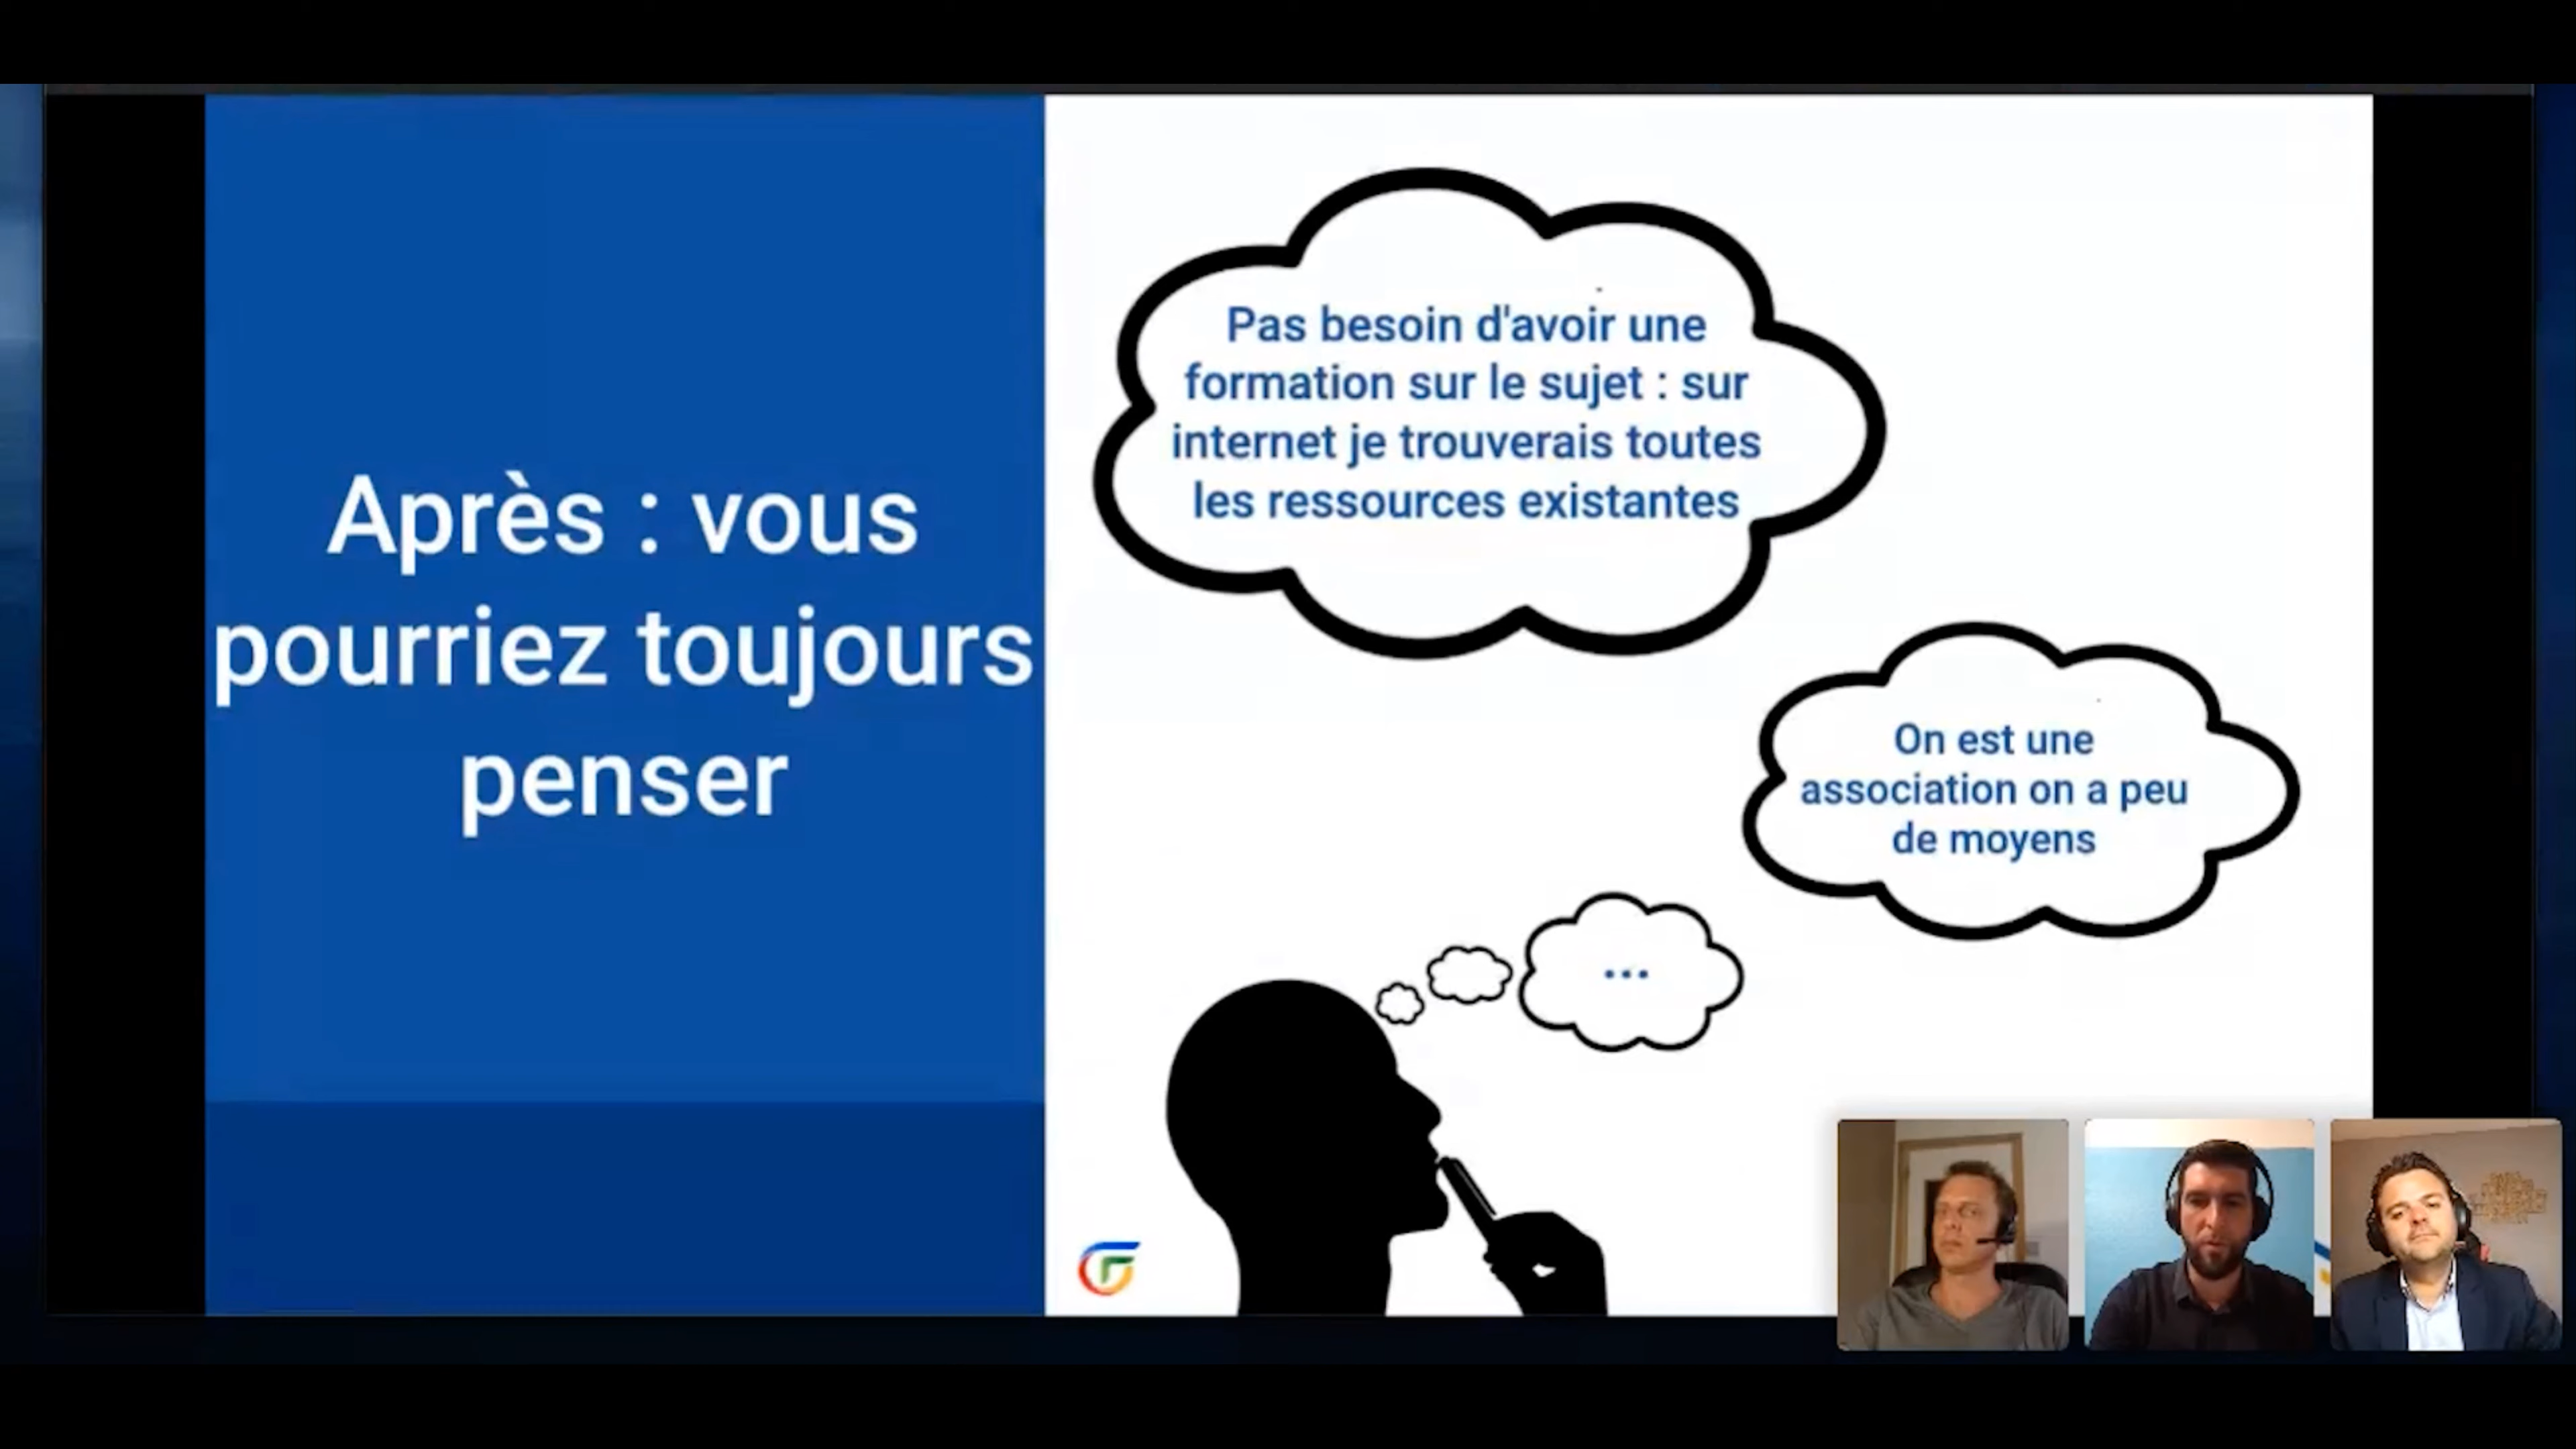 Après : vous
pourriez toujours
penser
Pas besoin d'avoir une
formation sur le sujet : sur
internet je trouverais toutes
les ressources existantes
On est une
association on a peu
de moyens
...